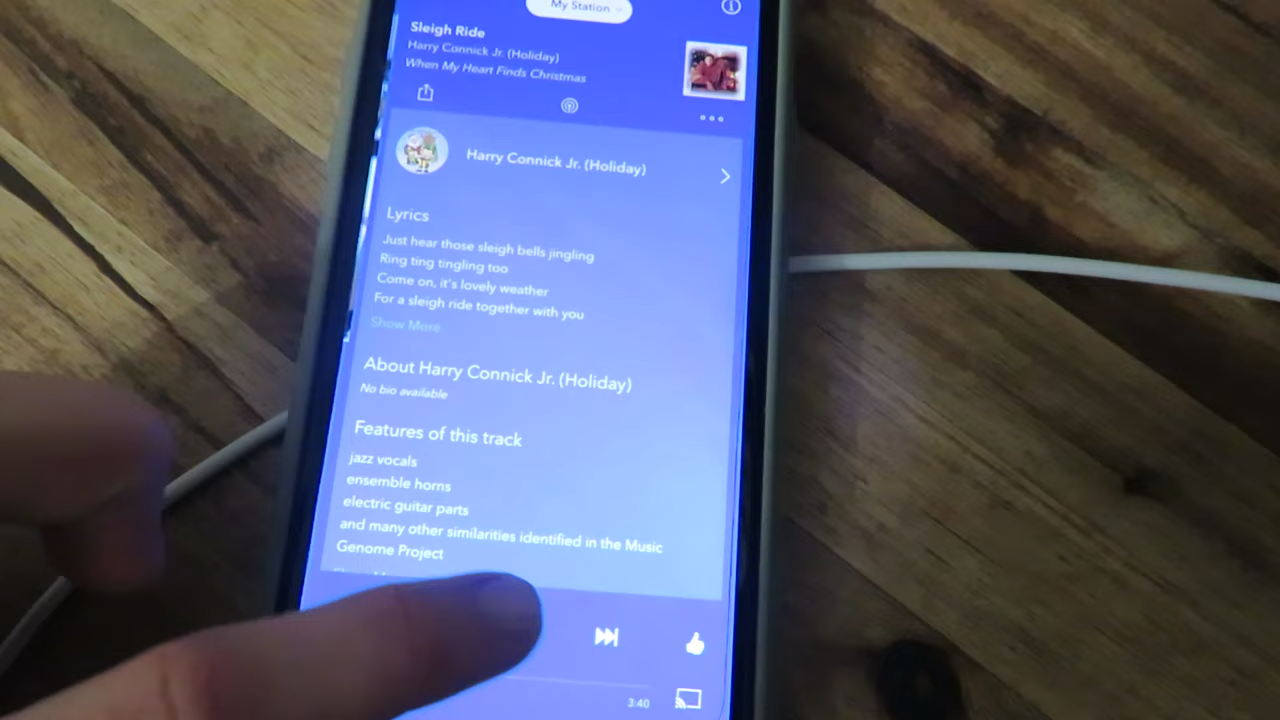 My Station
Sleigh Ride
Harry Connick Jr. (Holiday)
When My Heart Finds Christmas
Harry Connick Jr. (Holiday)
Lyrics
Just hear those sleigh bells jingling
Ring ting tingling too
Come on, it's lovely weather
For a sleigh ride together with you
Show More
About Harry Connick Jr. (Holiday)
No bio available
Features of this track
jazz vocals
ensemble horns
electric guitar parts
and many other similarities identified in the Music
Genome Project
3:40